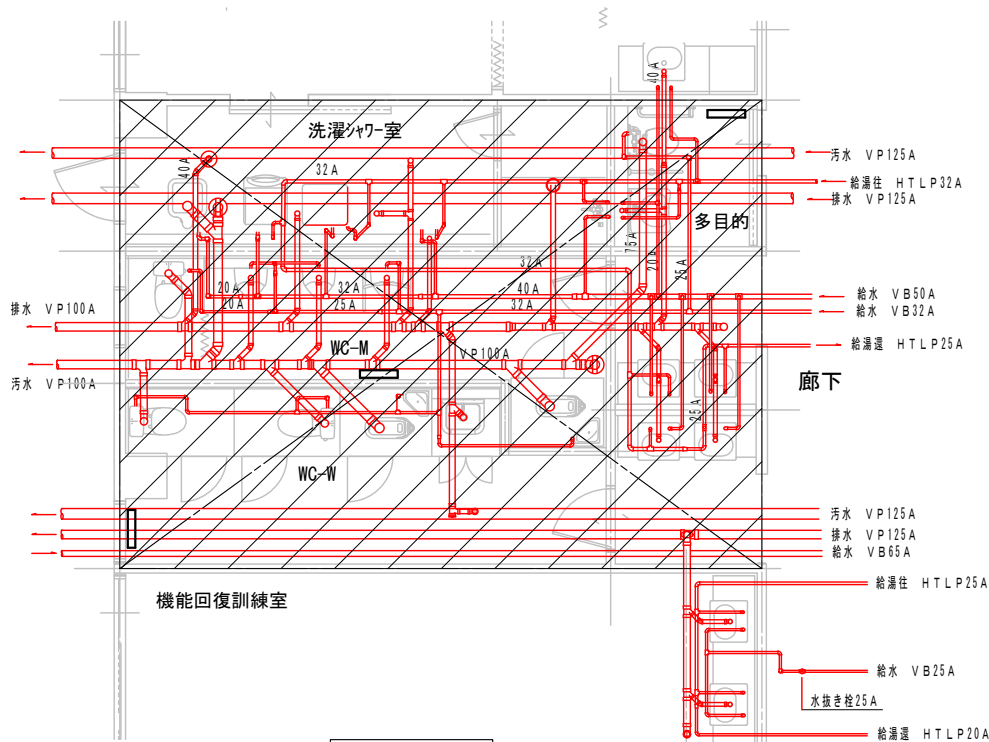 40A
洗濯シャワー室
汚水 VP125A
40A
32A
給湯往 HTLP32A
排水 VP125A
多目的
75A
20A
25A
32A
20A
32A
40A
給水 VB50A
20A
25A
32A
給水 VB32A
排水 VP100A
WC-M
VP100A
給湯還 HTLP25A
汚水 VP100A
廊下
25A
WC-W
汚水 VP125A
排水 VP125A
給水 VB65A
給湯往 HTLP25A
機能回復訓練室
給水 VB25A
水抜き栓25A
給湯還 HTLP20A